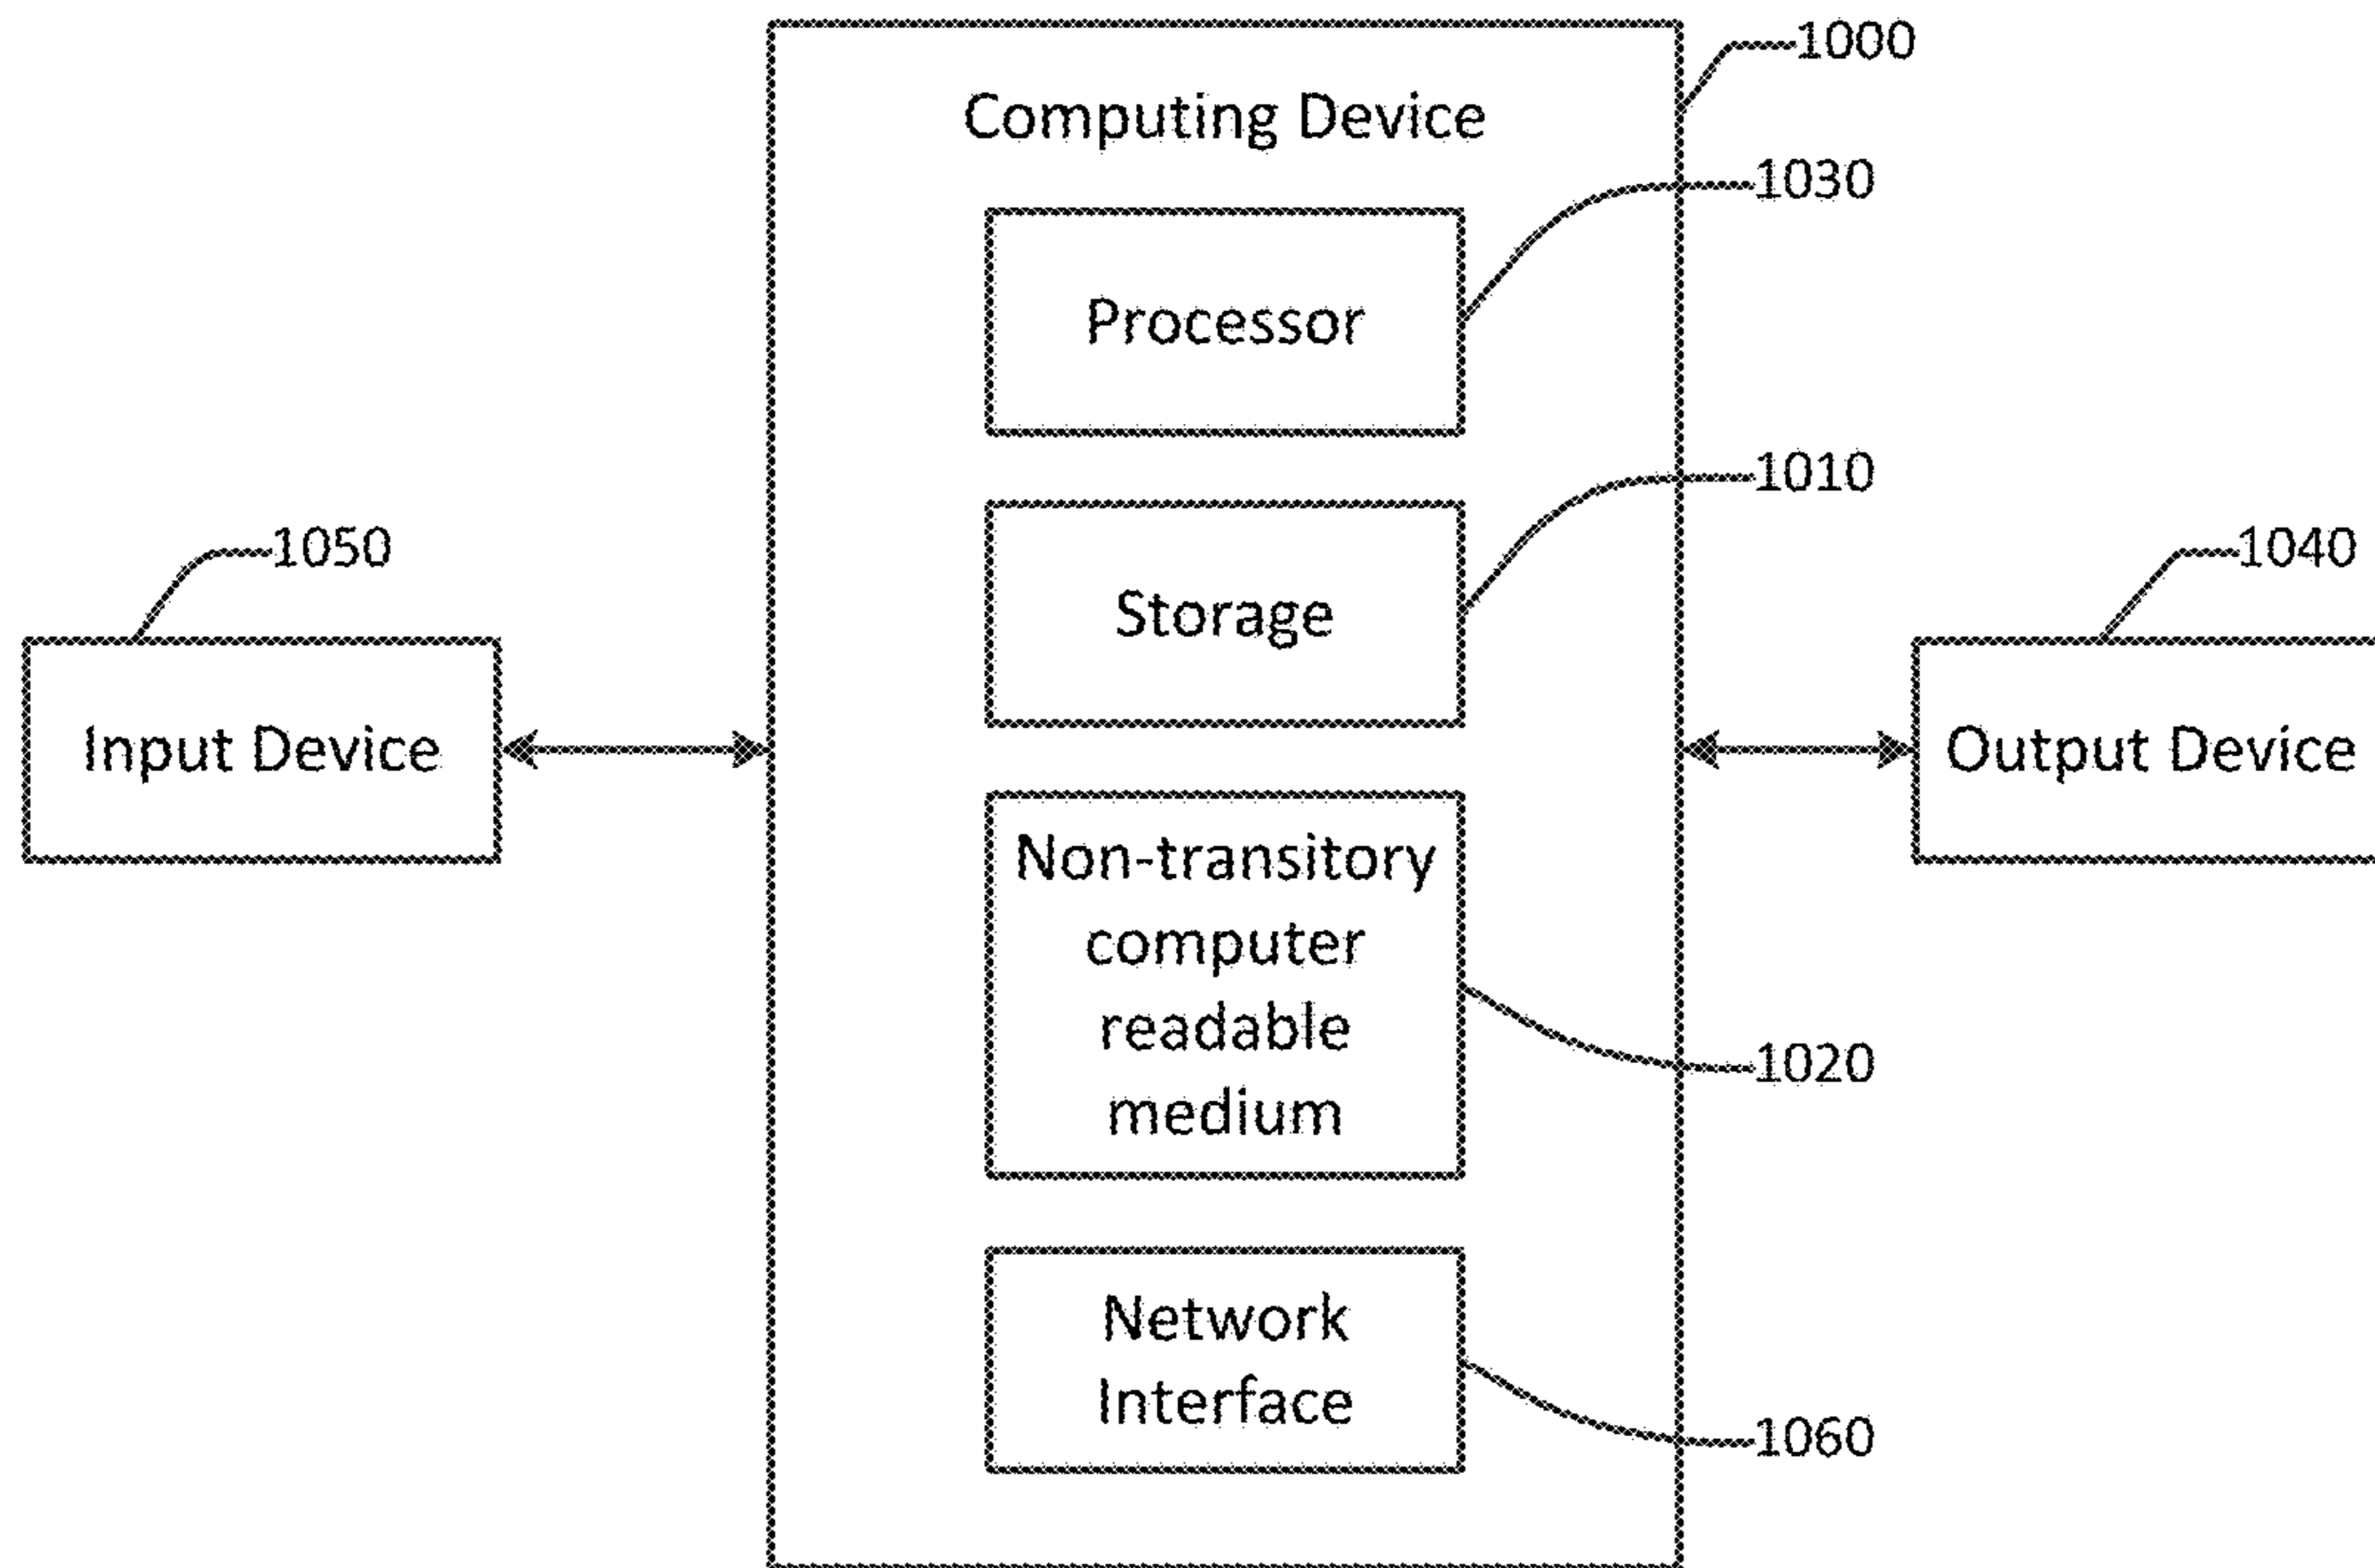 1000
Computing Device
1030
Processor
1010
Storage
1050
1040
Input Device
Output Device
Non-transitory
computer
readable
medium
1020
Network
Interface
1060